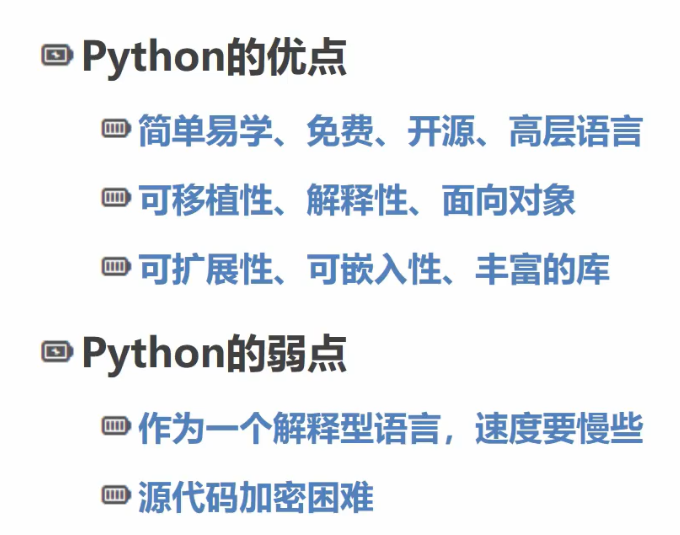 Python的优点
简单易学、免费、开源、高层语言
可移植性、解释性、面向对象
可扩展性、可嵌入性、丰富的库
Python的弱点
作为一个解释型语言，速度要慢些
源代码加密困难